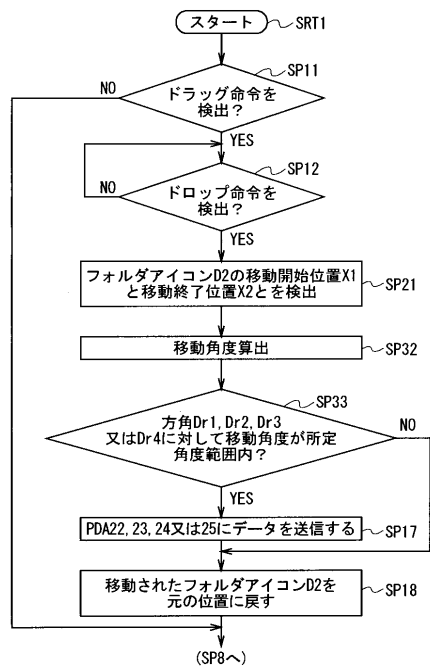 スタート
SRT1
SP11
NO
ドラッグ命令を
検出？
YES
SP12
NO
ドロップ命令を
検出？
YES
フォルダアイコンD2の移動開始位置X1
と移動終了位置X2とを検出
SP21
移動角度算出
SP32
SP33
方角Dr1, Dr2, Dr3
又はDr4に対して移動角度が所定
角度範囲内？
NO
YES
PDA22, 23, 24又は25にデータを送信する
SP17
移動されたフォルダアイコンD2を
元の位置に戻す
SP18
(SP8へ)